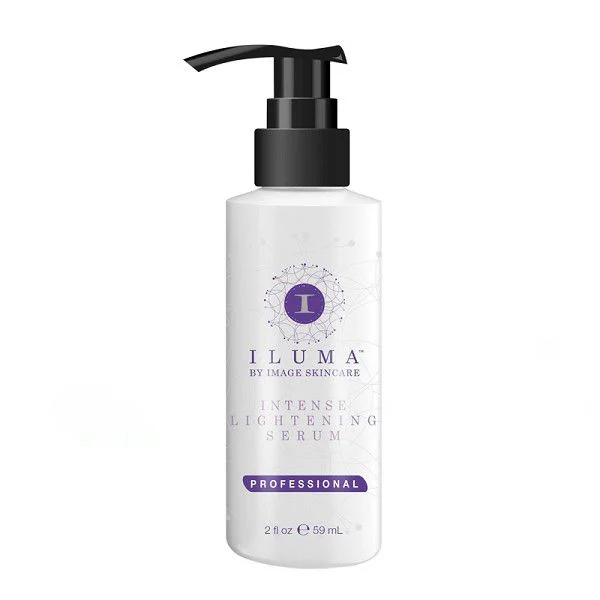 I
ILUMA™
BY IMAGE SKINCARE
INTENSE
LIGHTENING
SERUM
PROFESSIONAL
2 fl oz ℮ 59 mL